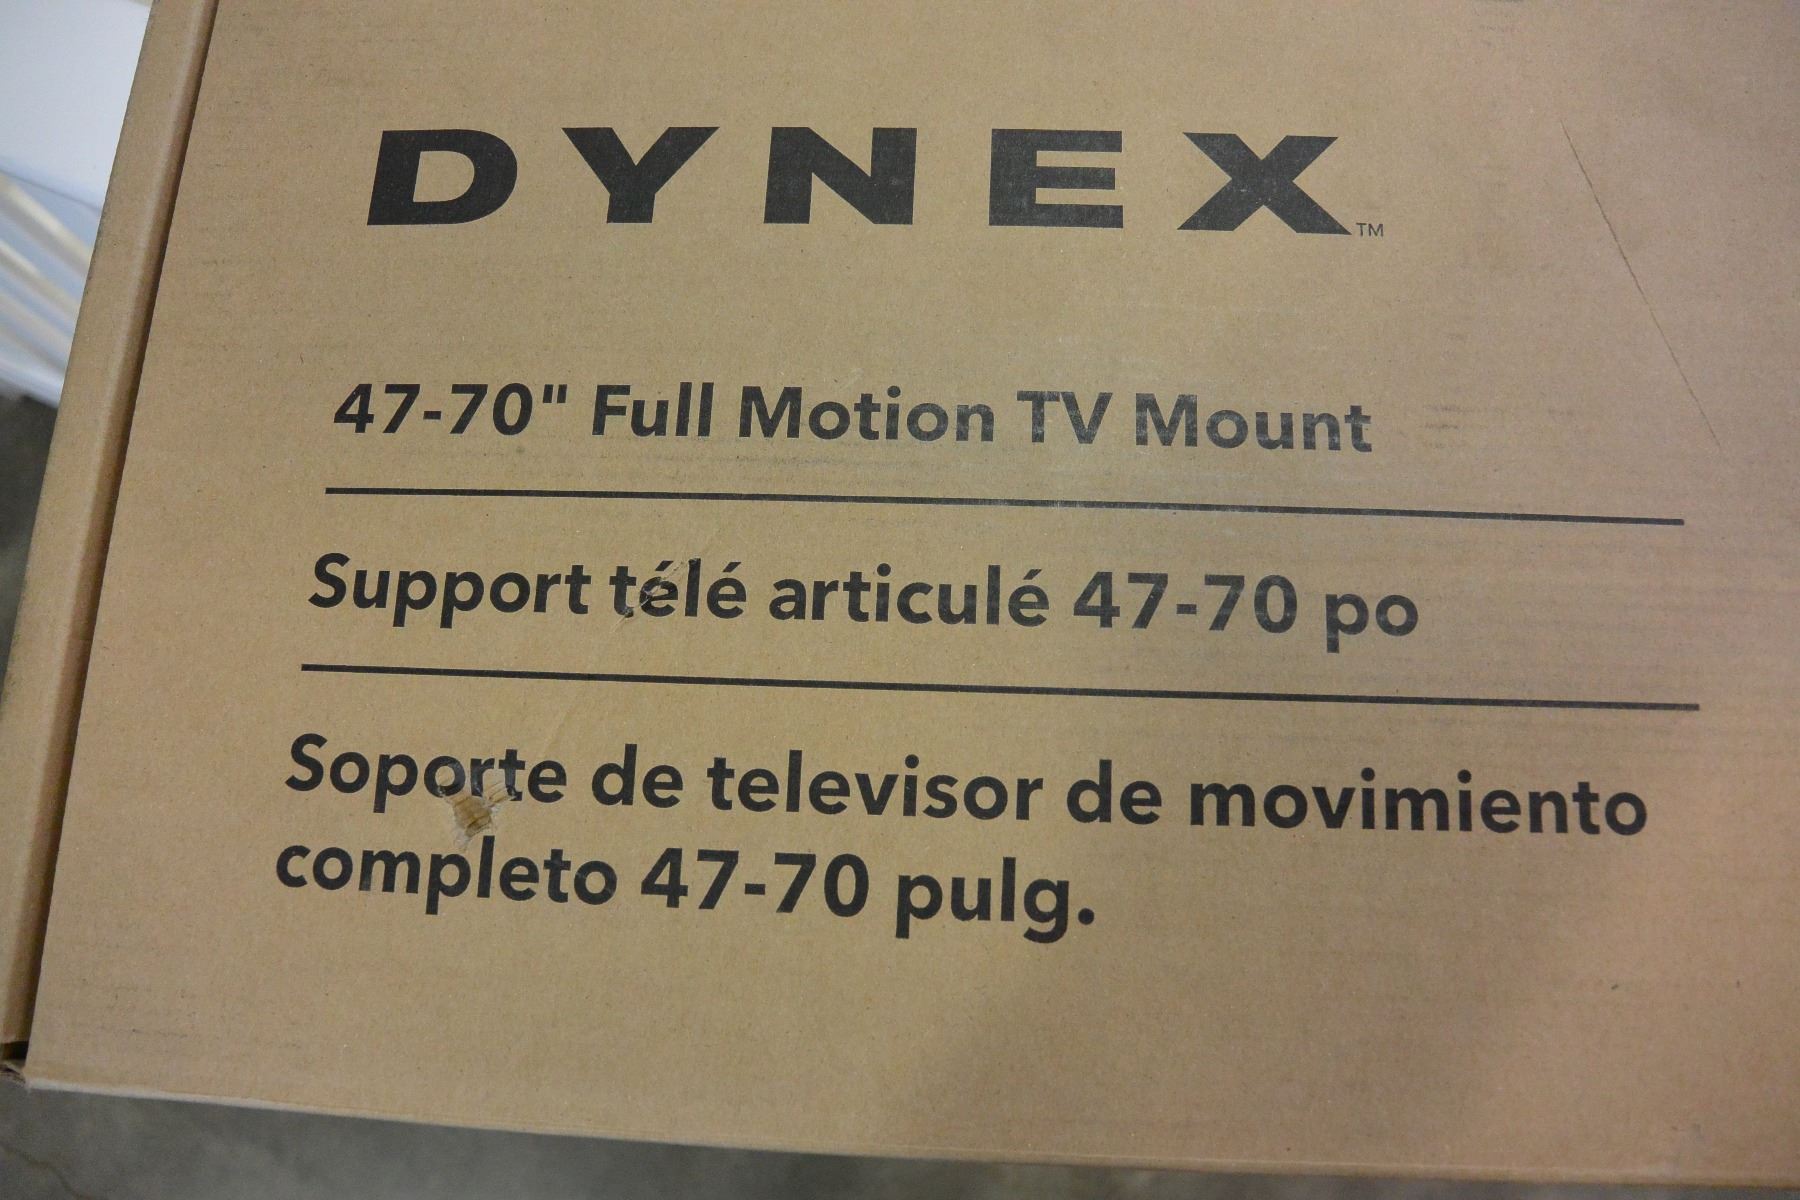 DYNEX™
47-70" Full Motion TV Mount
Support télé articulé 47-70 po
Soporte de televisor de movimiento
completo 47-70 pulg.